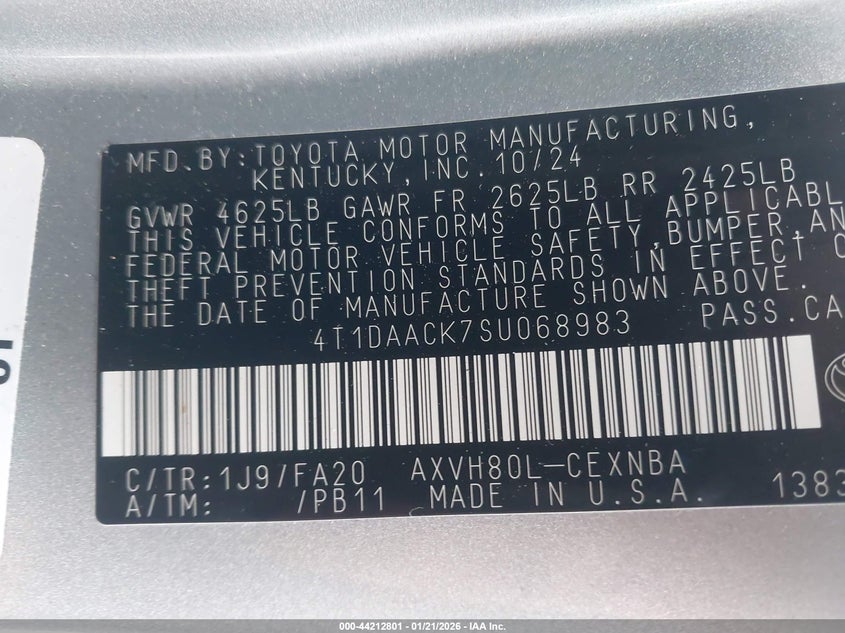 MFD. BY: TOYOTA MOTOR MANUFACTURING,
KENTUCKY, INC. 10/24
GVWR 4625LB GAWR FR 2625LB RR 2425LB
THIS VEHICLE CONFORMS TO ALL APPLICABL
FEDERAL MOTOR VEHICLE SAFETY, BUMPER, AN
THEFT PREVENTION STANDARDS IN EFFECT O
THE DATE OF MANUFACTURE SHOWN ABOVE.
4T1DAACK7SU068983 PASS.CA
C/TR: 1J9/FA20 AXVH80L-CEXNBA
A/TM: /PB11 MADE IN U.S.A. 1383
000-44212801 - 01/21/2026 - IAA Inc.